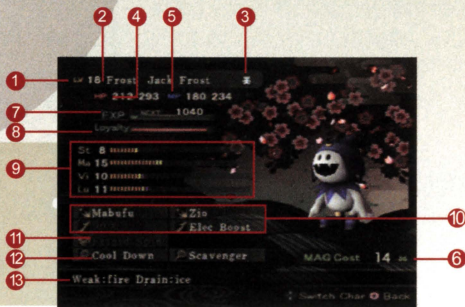 2 4 5 3
1 LV 18 Frost Jack Frost
HP 212 293 MP 180 234
7 EXP NEXT 1040
8 Loyalty
St 8
Ma 15
9 Vi 10
Lu 11
Mabufu Zio
10
Elec Boost
11
12 Cool Down Scavenger
MAG Cost 14 6
13 Weak:fire Drain:ice
Switch Char Back